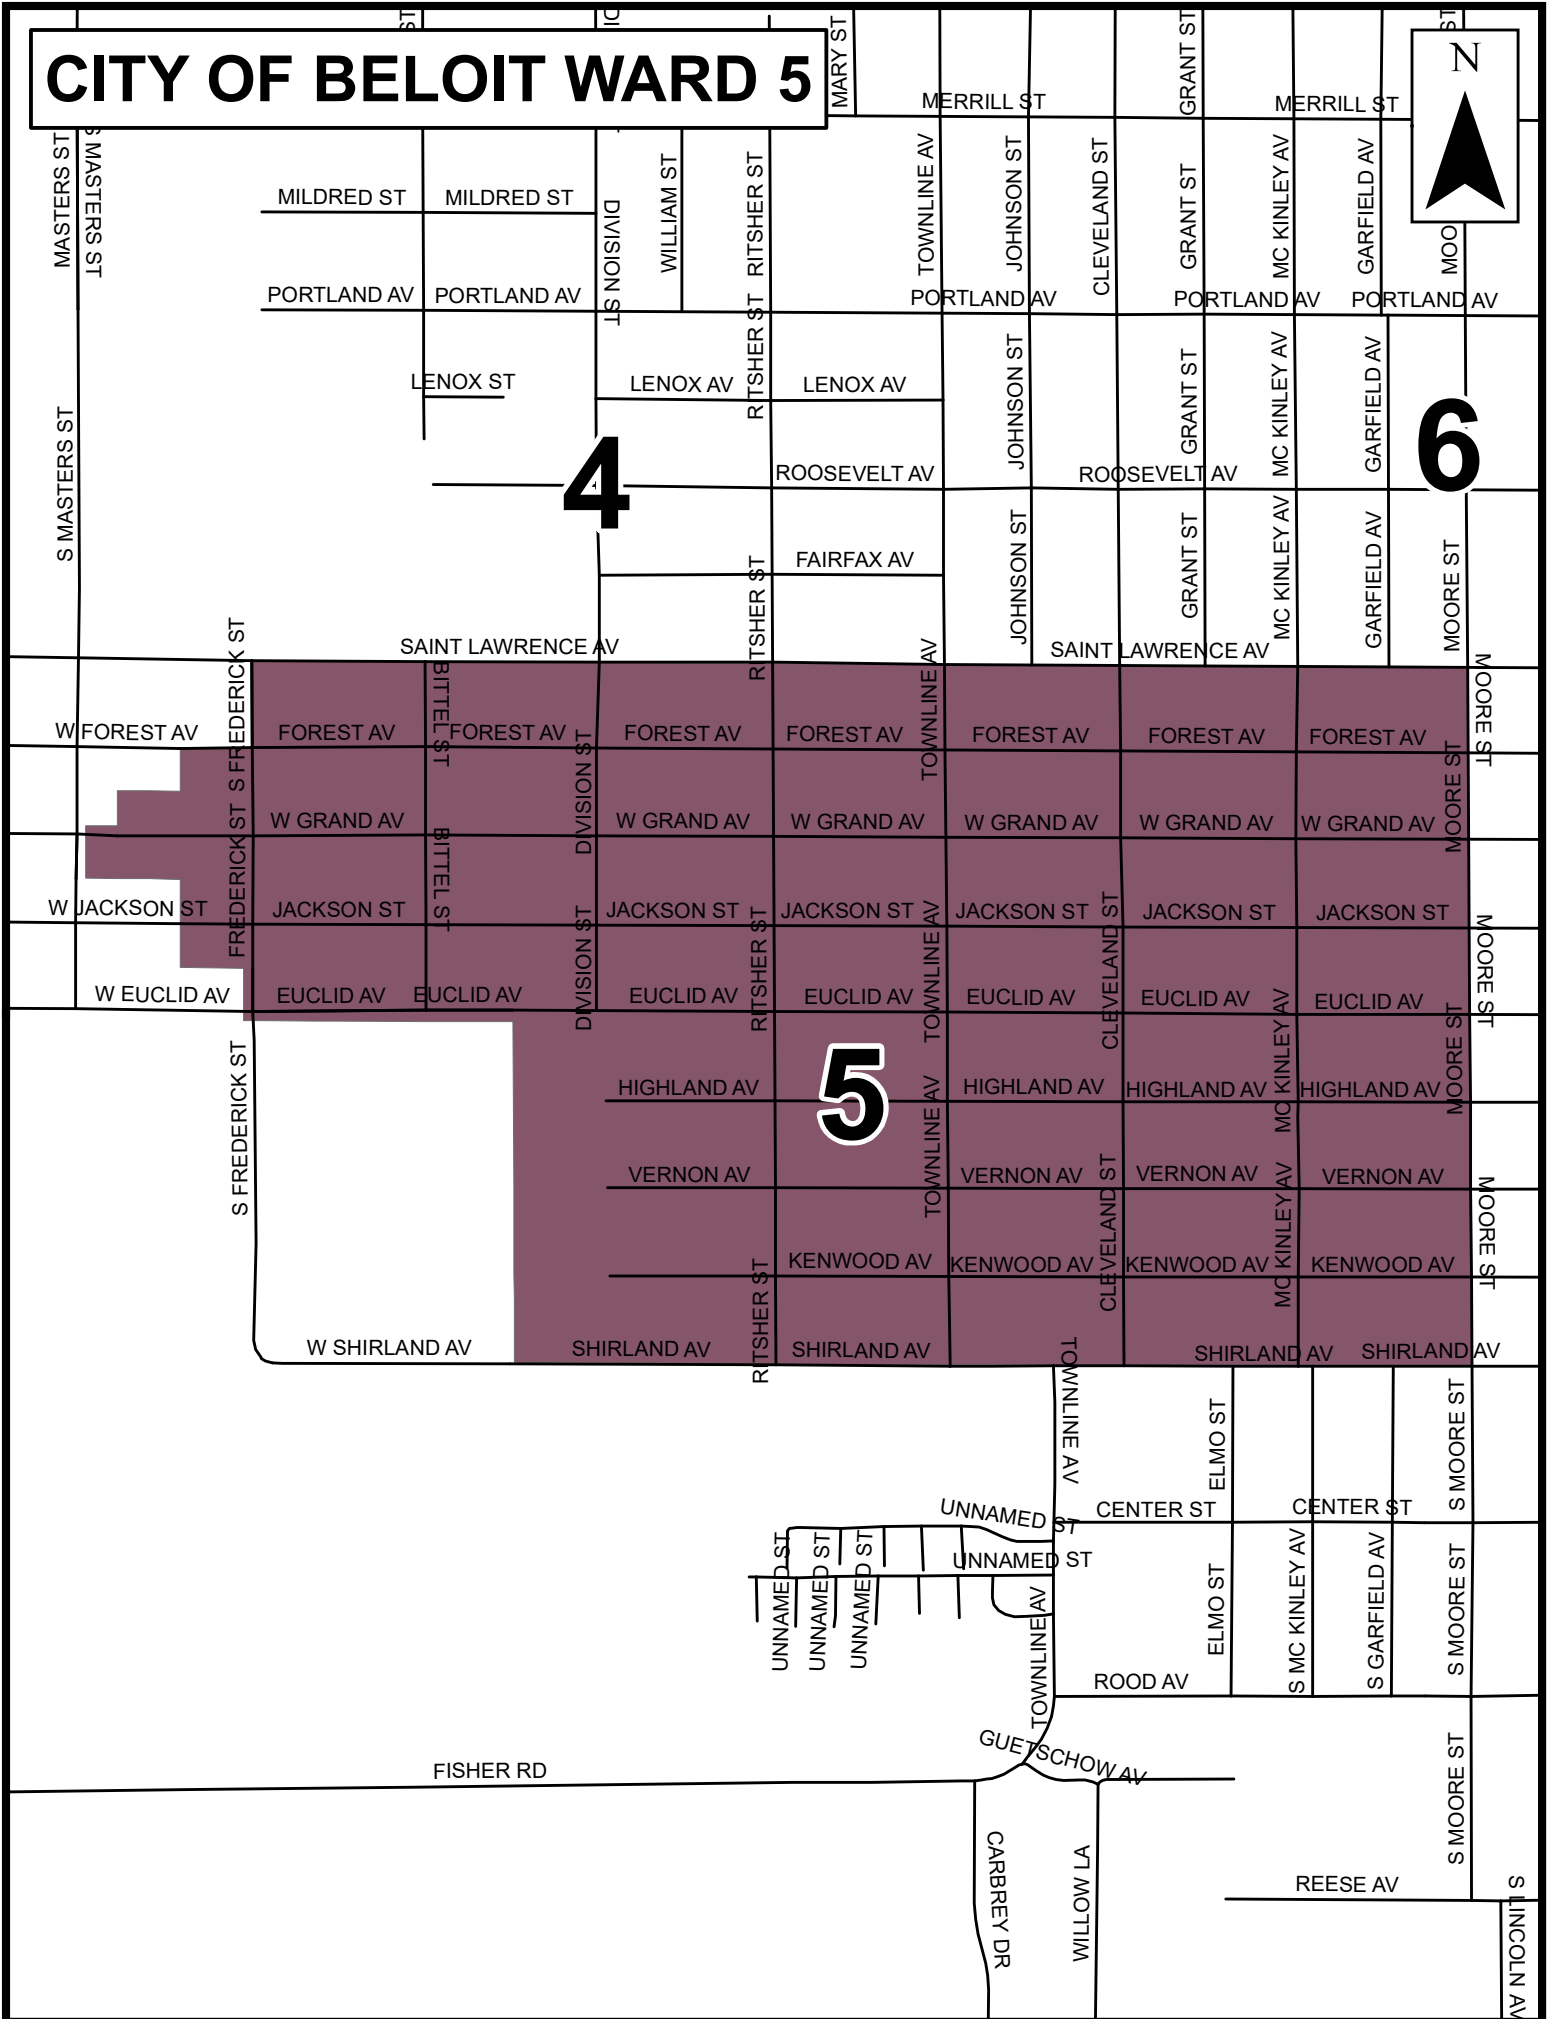 CITY OF BELOIT WARD 5
N
ST
MARY ST
GRANT ST
ST
MERRILL ST
MERRILL ST
MASTERS ST
S MASTERS ST
MILDRED ST
MILDRED ST
DIVISION ST
WILLIAM ST
RITSHER ST
TOWNLINE AV
JOHNSON ST
CLEVELAND ST
GRANT ST
MC KINLEY AV
GARFIELD AV
MOO
PORTLAND AV
PORTLAND AV
PORTLAND AV
PORTLAND AV
PORTLAND AV
S MASTERS ST
LENOX ST
LENOX AV
RITSHER ST
LENOX AV
JOHNSON ST
GRANT ST
MC KINLEY AV
GARFIELD AV
6
4
ROOSEVELT AV
ROOSEVELT AV
FAIRFAX AV
RITSHER ST
JOHNSON ST
GRANT ST
MC KINLEY AV
GARFIELD AV
MOORE ST
SAINT LAWRENCE AV
SAINT LAWRENCE AV
S FREDERICK ST
BITTEL ST
TOWNLINE AV
MOORE ST
W FOREST AV
FOREST AV
FOREST AV
FOREST AV
FOREST AV
FOREST AV
FOREST AV
FOREST AV
DIVISION ST
MOORE ST
W GRAND AV
W GRAND AV
W GRAND AV
W GRAND AV
W GRAND AV
W GRAND AV
FREDERICK ST
BITTEL ST
W JACKSON ST
JACKSON ST
JACKSON ST
JACKSON ST
JACKSON ST
JACKSON ST
JACKSON ST
DIVISION ST
RITSHER ST
TOWNLINE AV
CLEVELAND ST
MOORE ST
W EUCLID AV
EUCLID AV
EUCLID AV
EUCLID AV
EUCLID AV
EUCLID AV
EUCLID AV
EUCLID AV
MC KINLEY AV
MOORE ST
S FREDERICK ST
5
HIGHLAND AV
HIGHLAND AV
HIGHLAND AV
HIGHLAND AV
TOWNLINE AV
VERNON AV
VERNON AV
VERNON AV
VERNON AV
CLEVELAND ST
MC KINLEY AV
MOORE ST
KENWOOD AV
KENWOOD AV
KENWOOD AV
KENWOOD AV
RITSHER ST
W SHIRLAND AV
SHIRLAND AV
SHIRLAND AV
SHIRLAND AV
SHIRLAND AV
TOWNLINE AV
ELMO ST
S MOORE ST
UNNAMED ST
CENTER ST
CENTER ST
UNNAMED ST
UNNAMED ST
UNNAMED ST
UNNAMED ST
TOWNLINE AV
ELMO ST
S MC KINLEY AV
S GARFIELD AV
S MOORE ST
ROOD AV
GUETSCHOW AV
FISHER RD
S MOORE ST
CARBREY DR
WILLOW LA
REESE AV
S LINCOLN AV